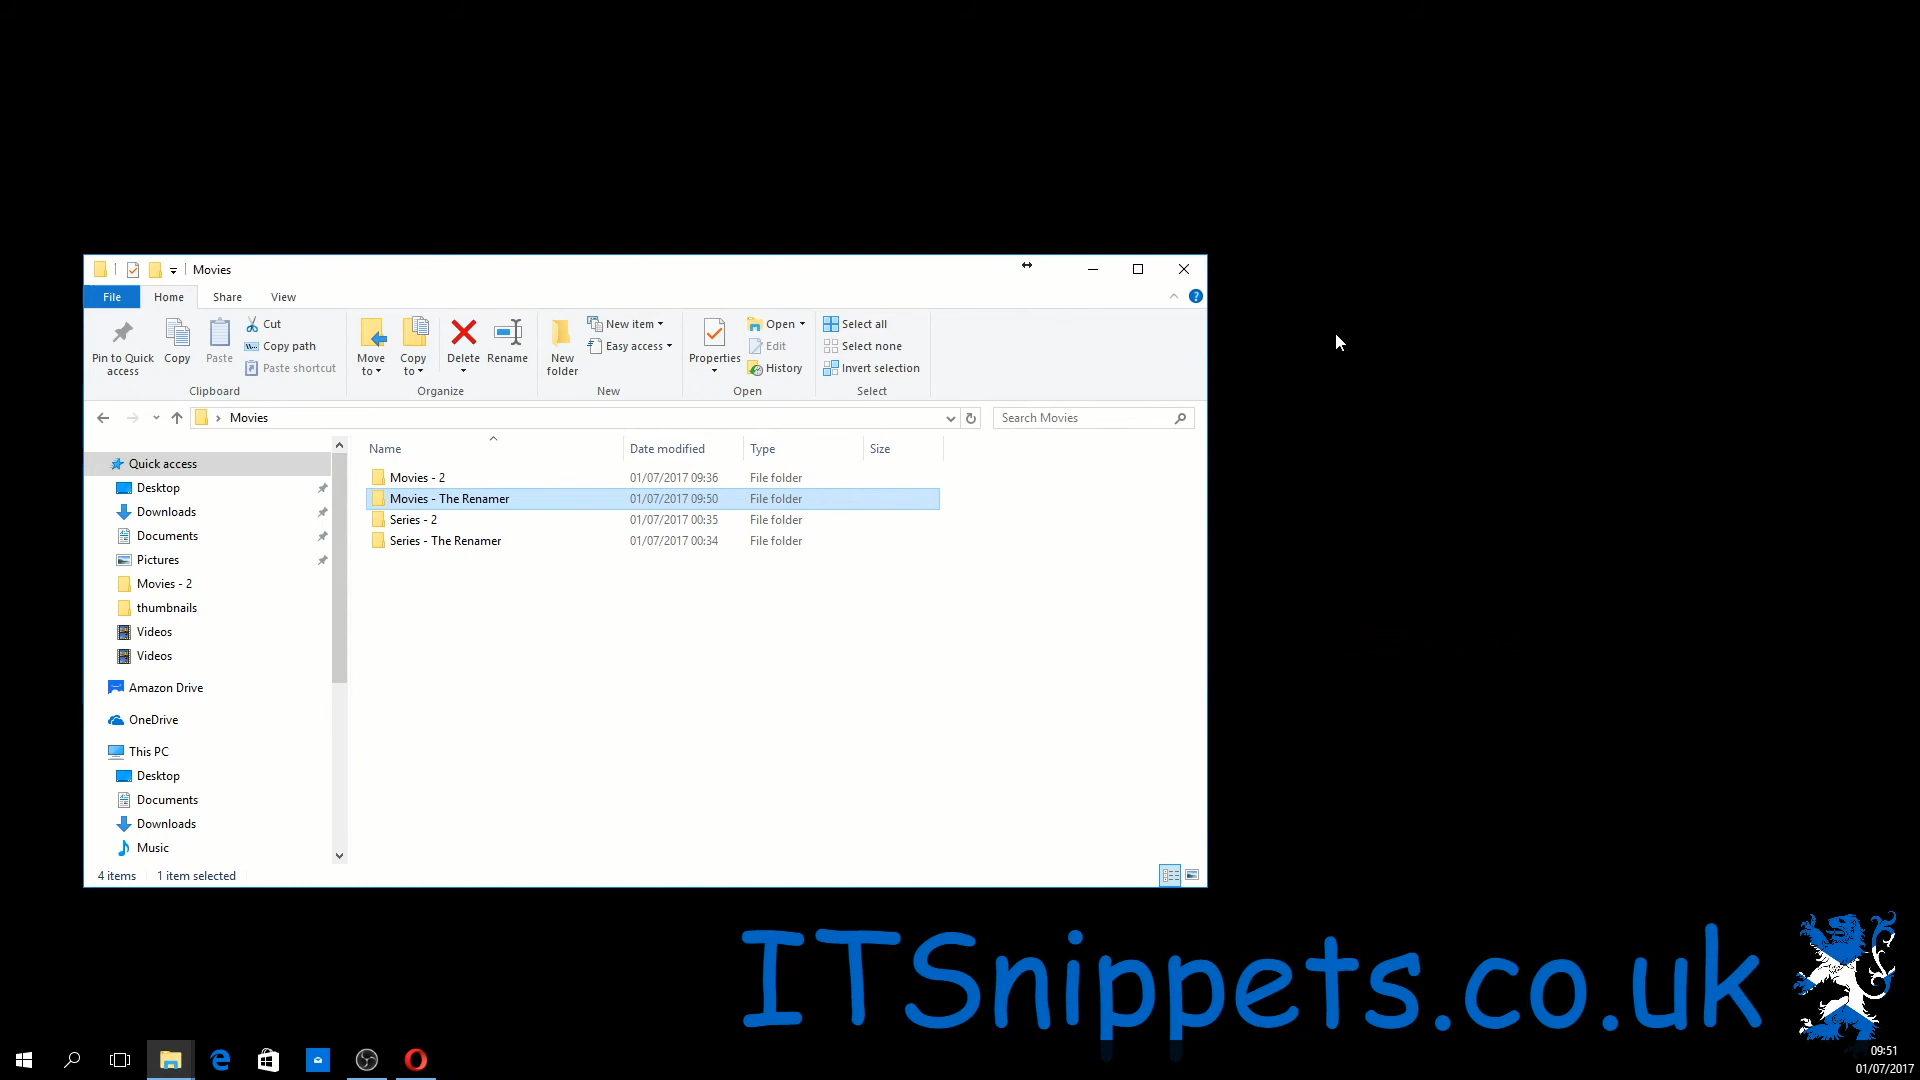 Movies
File Home Share View
Pin to Quick access
Copy
Paste
Cut
Copy path
Paste shortcut
Clipboard
Move to
Copy to
Delete
Rename
Organize
New folder
New item
Easy access
New
Properties
Open
Edit
History
Open
Select all
Select none
Invert selection
Select
Movies
Search Movies
Quick access
Desktop
Downloads
Documents
Pictures
Movies - 2
thumbnails
Videos
Videos
Amazon Drive
OneDrive
This PC
Desktop
Documents
Downloads
Music
Name Date modified Type Size
Movies - 2 01/07/2017 09:36 File folder
Movies - The Renamer 01/07/2017 09:50 File folder
Series - 2 01/07/2017 00:35 File folder
Series - The Renamer 01/07/2017 00:34 File folder
4 items 1 item selected
ITSnippets.co.uk
09:51
01/07/2017